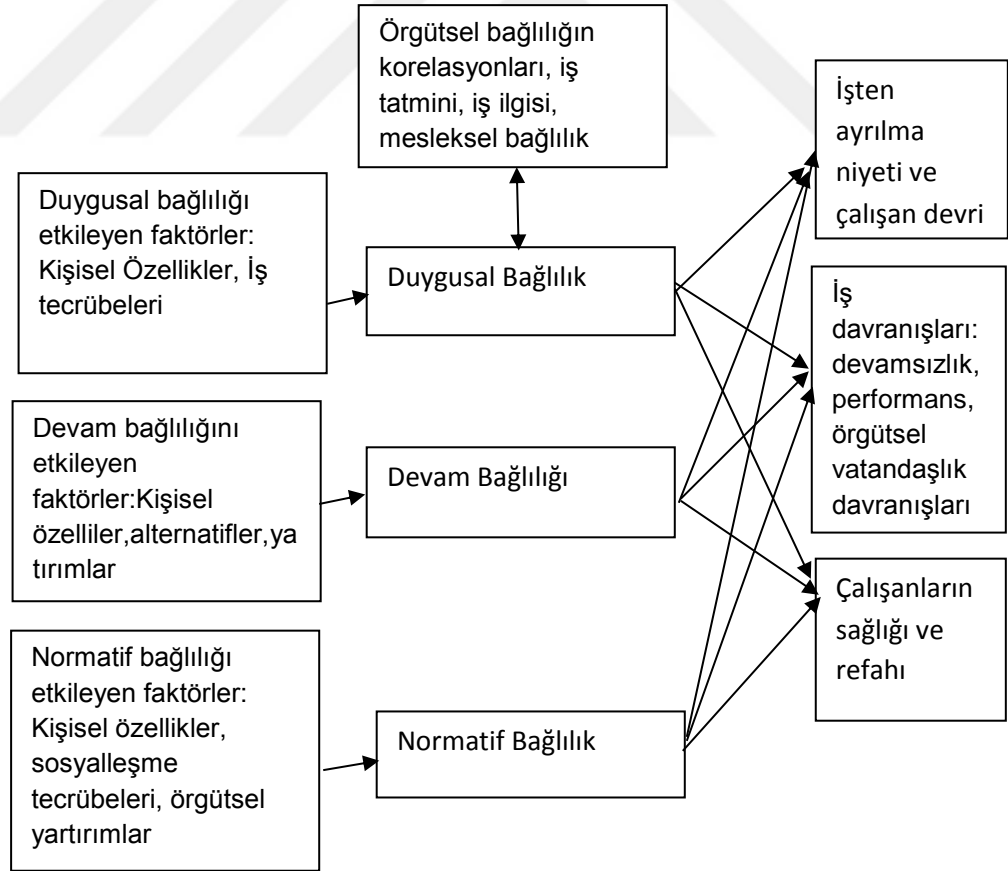 Örgütsel bağlılığın
korelasyonları, iş
tatmini, iş ilgisi,
mesleksel bağlılık
İşten
ayrılma
niyeti ve
çalışan devri
Duygusal bağlılığı
etkileyen faktörler:
Kişisel Özellikler, İş
tecrübeleri
Duygusal Bağlılık
İş
davranışları:
devamsızlık,
performans,
örgütsel
vatandaşlık
davranışları
Devam bağlılığını
etkileyen
faktörler:Kişisel
özelliler,alternatifler,ya
tırımlar
Devam Bağlılığı
Çalışanların
sağlığı ve
refahı
Normatif bağlılığı
etkileyen faktörler:
Kişisel özellikler,
sosyalleşme
tecrübeleri, örgütsel
yartırımlar
Normatif Bağlılık